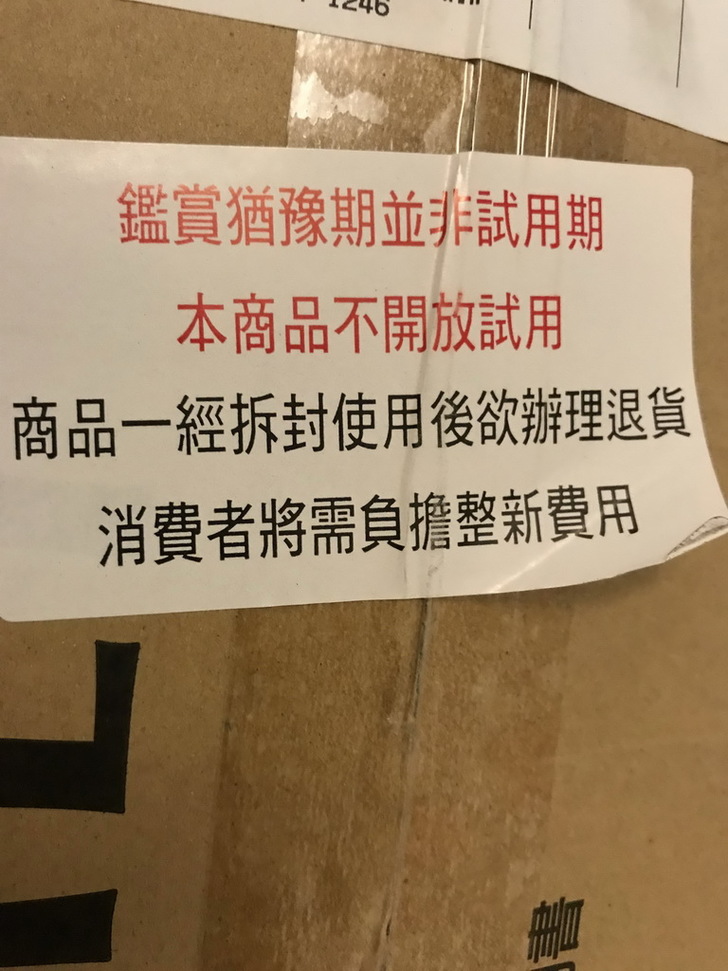 1246
鑑賞猶豫期並非試用期
本商品不開放試用
商品一經拆封使用後欲辦理退貨
消費者將需負擔整新費用